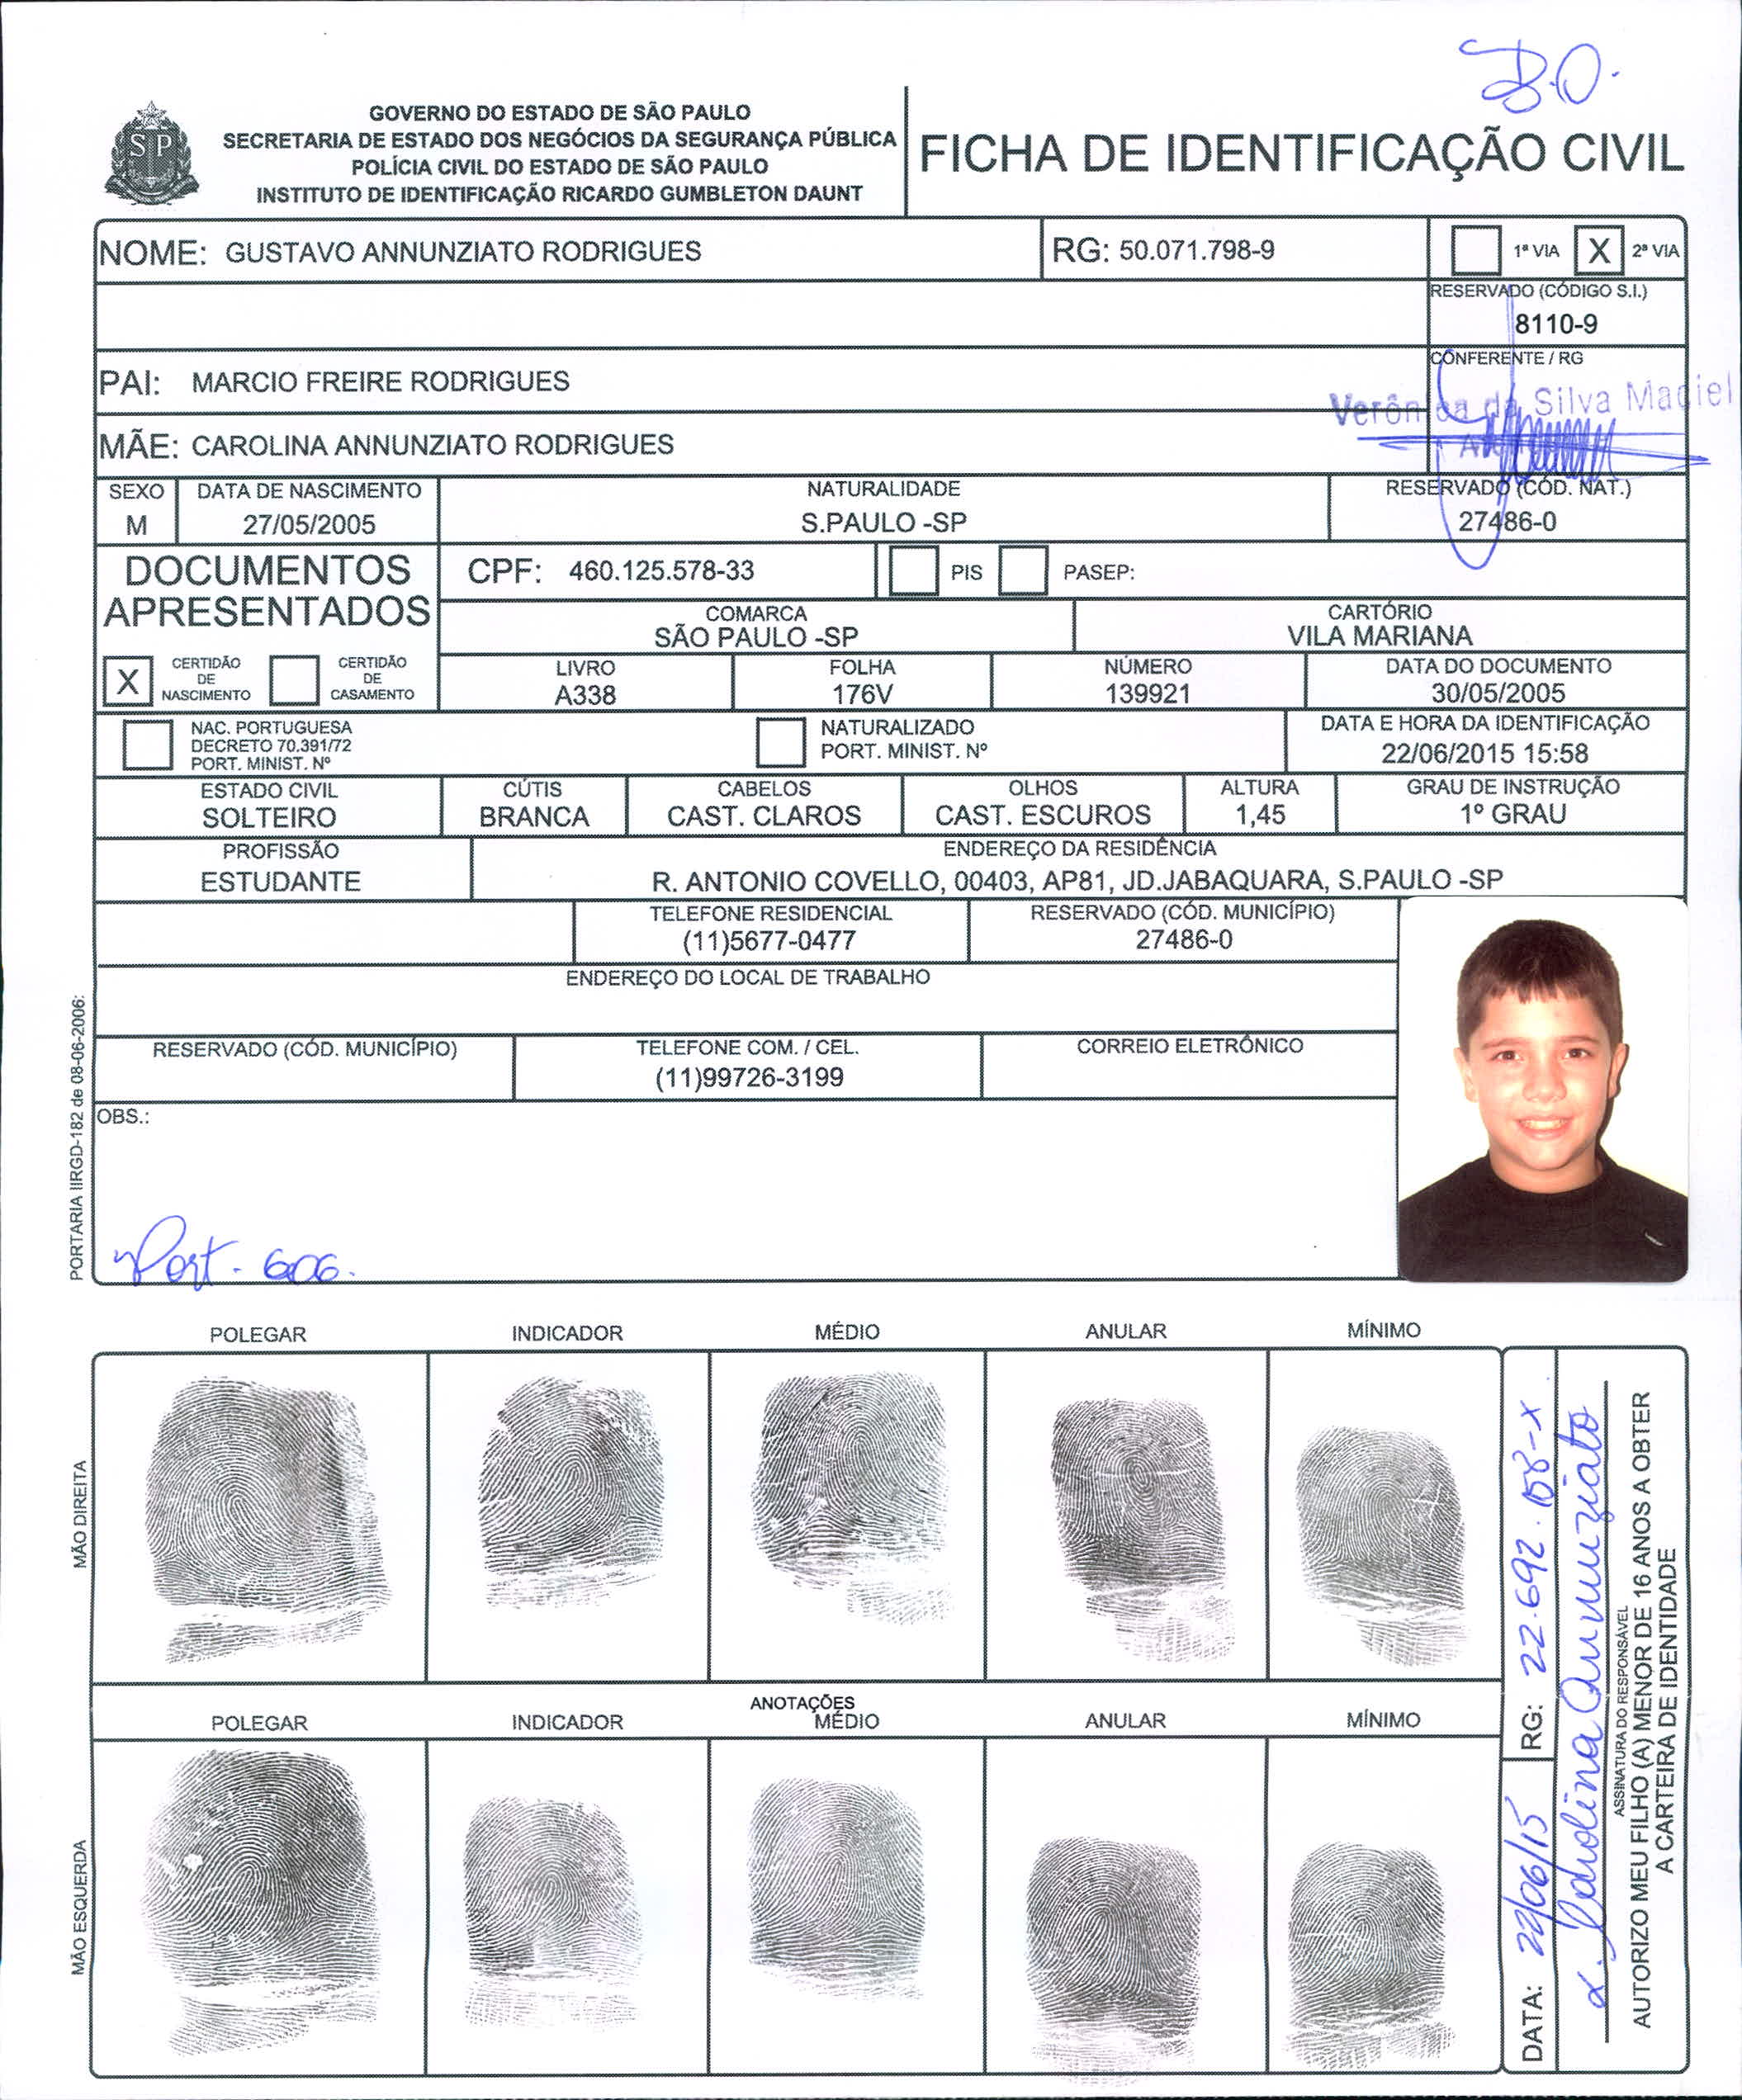 B.O.
GOVERNO DO ESTADO DE SÃO PAULO
SECRETARIA DE ESTADO DOS NEGÓCIOS DA SEGURANÇA PÚBLICA
POLÍCIA CIVIL DO ESTADO DE SÃO PAULO
INSTITUTO DE IDENTIFICAÇÃO RICARDO GUMBLETON DAUNT
SP
FICHA DE IDENTIFICAÇÃO CIVIL
NOME: GUSTAVO ANNUNZIATO RODRIGUES
RG: 50.071.798-9
1ª VIA X 2ª VIA
RESERVADO (CÓDIGO S.I.)
8110-9
PAI: MARCIO FREIRE RODRIGUES
CONFERENTE / RG
Verônica da Silva Maciel
MÃE: CAROLINA ANNUNZIATO RODRIGUES
SEXO
M
DATA DE NASCIMENTO
27/05/2005
NATURALIDADE
S.PAULO -SP
RESERVADO (CÓD. NAT.)
27486-0
DOCUMENTOS
APRESENTADOS
CPF: 460.125.578-33
PIS
PASEP:
COMARCA
SÃO PAULO -SP
CARTÓRIO
VILA MARIANA
X
CERTIDÃO
DE
NASCIMENTO
CERTIDÃO
DE
CASAMENTO
LIVRO
A338
FOLHA
176V
NÚMERO
139921
DATA DO DOCUMENTO
30/05/2005
NAC. PORTUGUESA
DECRETO 70.391/72
PORT. MINIST. Nº
NATURALIZADO
PORT. MINIST. Nº
DATA E HORA DA IDENTIFICAÇÃO
22/06/2015 15:58
ESTADO CIVIL
SOLTEIRO
CÚTIS
BRANCA
CABELOS
CAST. CLAROS
OLHOS
CAST. ESCUROS
ALTURA
1,45
GRAU DE INSTRUÇÃO
1º GRAU
PROFISSÃO
ESTUDANTE
ENDEREÇO DA RESIDÊNCIA
R. ANTONIO COVELLO, 00403, AP81, JD.JABAQUARA, S.PAULO -SP
TELEFONE RESIDENCIAL
(11)5677-0477
RESERVADO (CÓD. MUNICÍPIO)
27486-0
ENDEREÇO DO LOCAL DE TRABALHO
RESERVADO (CÓD. MUNICÍPIO)
TELEFONE COM. / CEL.
(11)99726-3199
CORREIO ELETRÔNICO
OBS.:
Port. 606.
PORTARIA IIRGD-182 de 08-06-2006:
POLEGAR INDICADOR MÉDIO ANULAR MÍNIMO
MÃO DIREITA
ANOTAÇÕES
POLEGAR INDICADOR MÉDIO ANULAR MÍNIMO
MÃO ESQUERDA
DATA: 22/06/15 RG: 22.692.158-X
Carolina Annunziato
ASSINATURA DO RESPONSÁVEL
AUTORIZO MEU FILHO (A) MENOR DE 16 ANOS A OBTER
A CARTEIRA DE IDENTIDADE